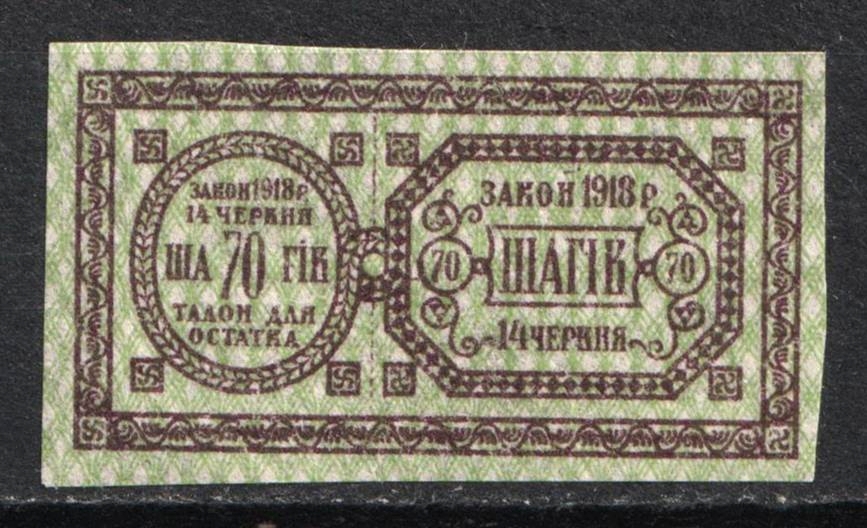 ЗАКОН 1918 Р
14 ЧЕРВНЯ
ША 70 ГІВ
ТАЛОН ДЛЯ
ОСТАТКА
ЗАКОН 1918 Р
70 ШАГІВ 70
14 ЧЕРВНЯ